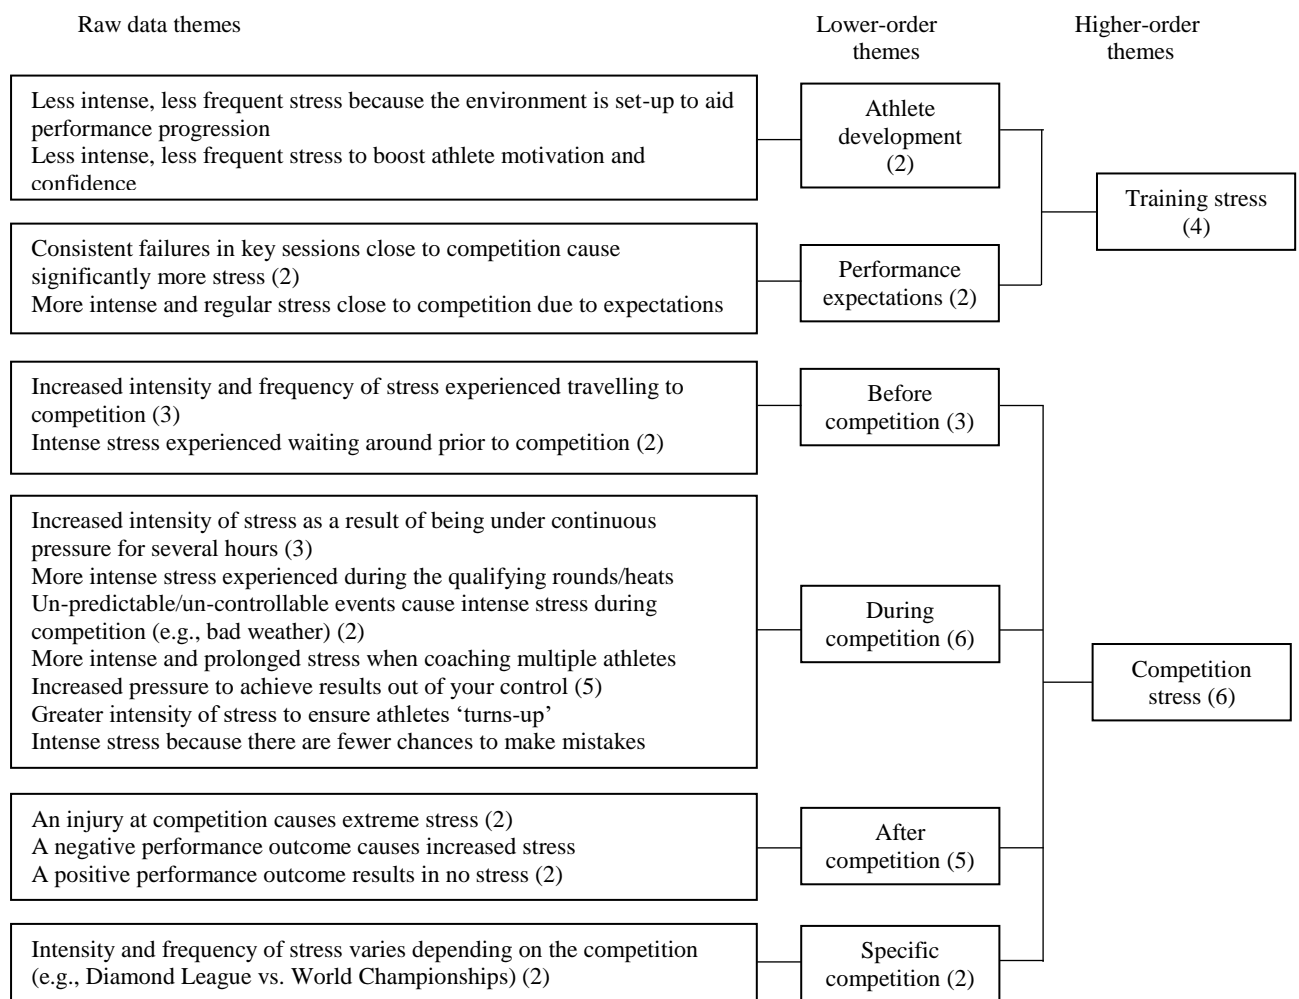 Raw data themes
Lower-order
themes
Higher-order
themes
Less intense, less frequent stress because the environment is set-up to aid
performance progression
Less intense, less frequent stress to boost athlete motivation and
confidence
Athlete
development
(2)
Training stress
(4)
Consistent failures in key sessions close to competition cause
significantly more stress (2)
More intense and regular stress close to competition due to expectations
Performance
expectations (2)
Increased intensity and frequency of stress experienced travelling to
competition (3)
Intense stress experienced waiting around prior to competition (2)
Before
competition (3)
Increased intensity of stress as a result of being under continuous
pressure for several hours (3)
More intense stress experienced during the qualifying rounds/heats
Un-predictable/un-controllable events cause intense stress during
competition (e.g., bad weather) (2)
More intense and prolonged stress when coaching multiple athletes
Increased pressure to achieve results out of your control (5)
Greater intensity of stress to ensure athletes ‘turns-up’
Intense stress because there are fewer chances to make mistakes
During
competition (6)
Competition
stress (6)
An injury at competition causes extreme stress (2)
A negative performance outcome causes increased stress
A positive performance outcome results in no stress (2)
After
competition (5)
Intensity and frequency of stress varies depending on the competition
(e.g., Diamond League vs. World Championships) (2)
Specific
competition (2)